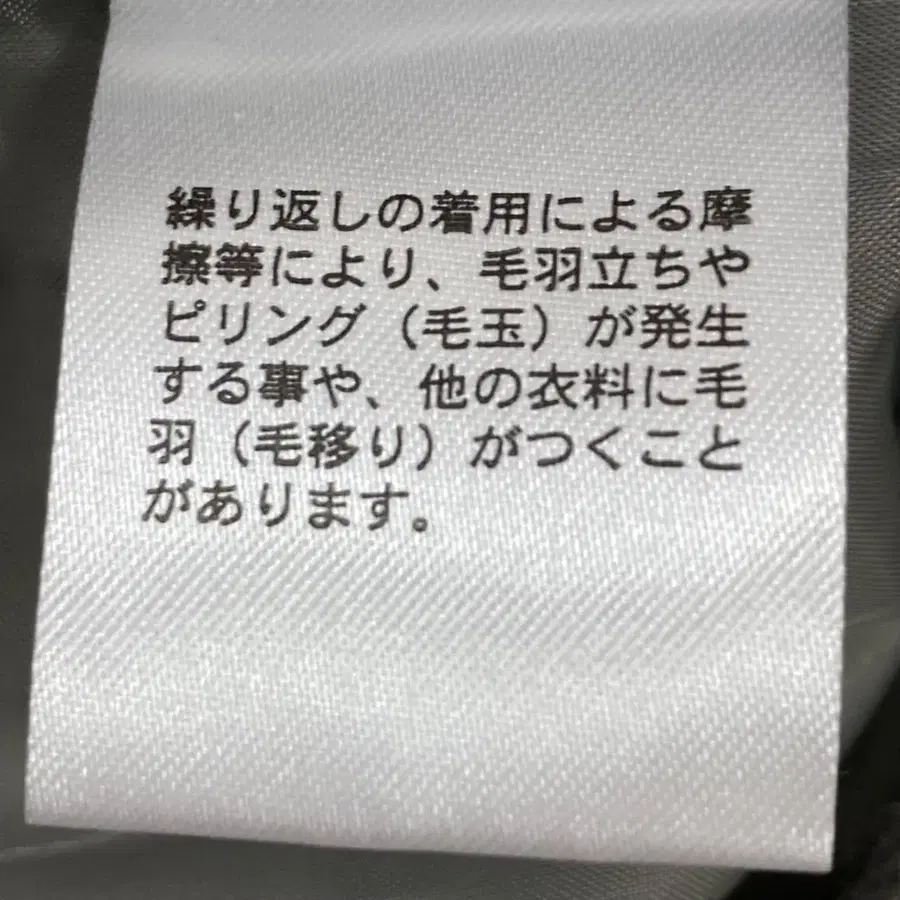 繰り返しの着用による摩
擦等により、毛羽立ちや
ピリング（毛玉）が発生
する事や、他の衣料に毛
羽（毛移り）がつくこと
があります。